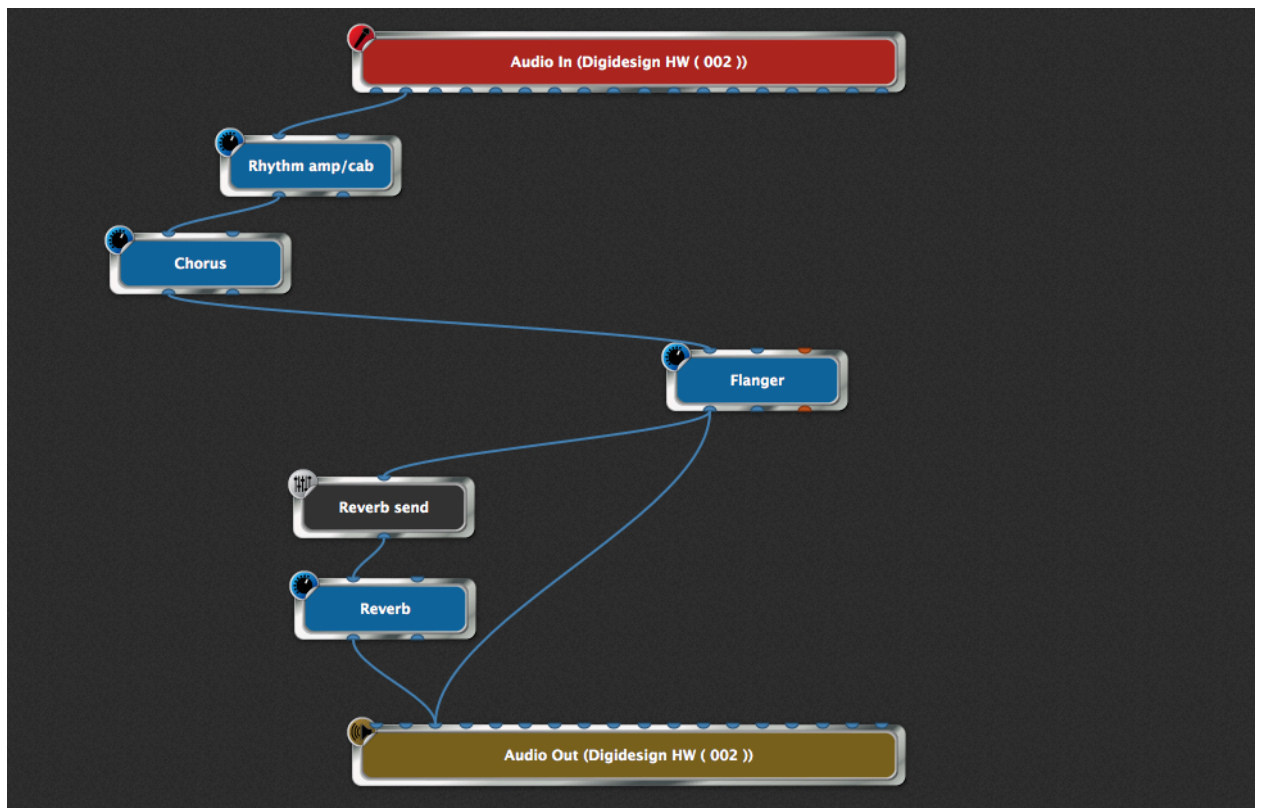 Audio In (Digidesign HW ( 002 ))
Rhythm amp/cab
Chorus
Flanger
Reverb send
Reverb
Audio Out (Digidesign HW ( 002 ))